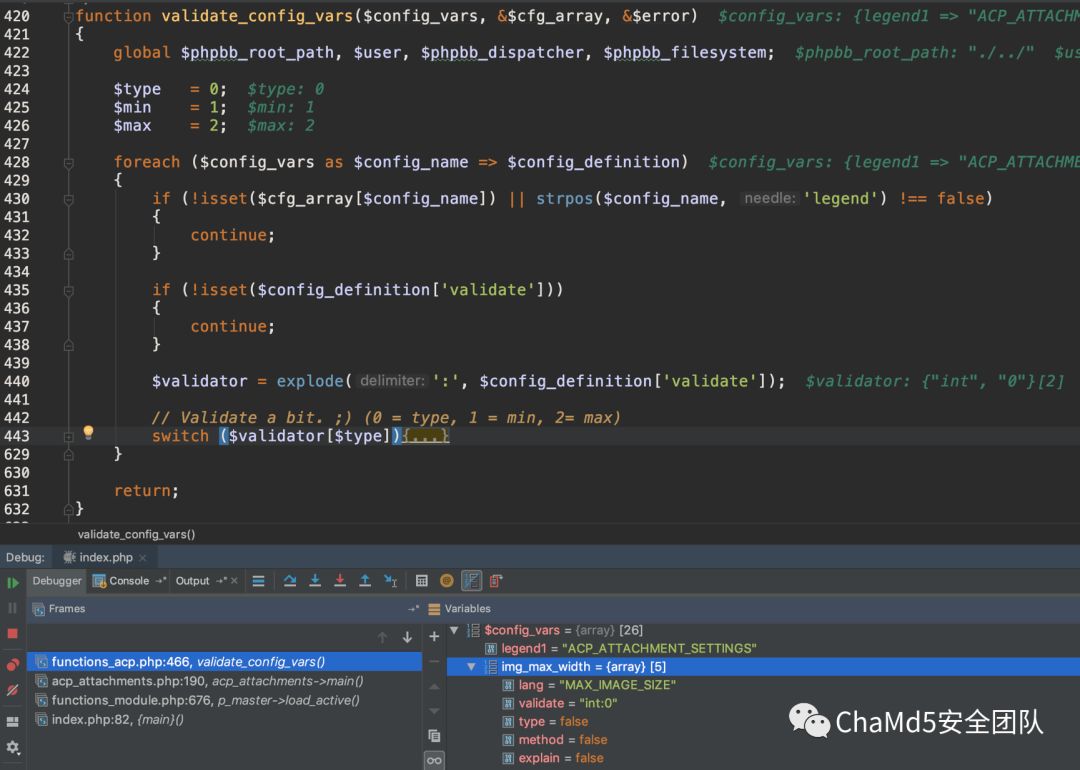 420 function validate_config_vars($config_vars, &$cfg_array, &$error) $config_vars: {legend1 => "ACP_ATTACHM
421 {
422 global $phpbb_root_path, $user, $phpbb_dispatcher, $phpbb_filesystem; $phpbb_root_path: "./../" $us
423
424 $type = 0; $type: 0
425 $min = 1; $min: 1
426 $max = 2; $max: 2
427
428 foreach ($config_vars as $config_name => $config_definition) $config_vars: {legend1 => "ACP_ATTACHME
429 {
430 if (!isset($cfg_array[$config_name]) || strpos($config_name, needle: 'legend') !== false)
431 {
432 continue;
433 }
434
435 if (!isset($config_definition['validate']))
436 {
437 continue;
438 }
439
440 $validator = explode( delimiter: ':', $config_definition['validate']); $validator: {"int", "0"}[2]
441
442 // Validate a bit. ;) (0 = type, 1 = min, 2= max)
443 switch ($validator[$type]){...}
629 }
630
631 return;
632 }
validate_config_vars()
Debug: index.php ×
Debugger Console Output ×
Frames
Variables
functions_acp.php:466, validate_config_vars()
acp_attachments.php:190, acp_attachments->main()
functions_module.php:676, p_master->load_active()
index.php:82, {main}()
$config_vars = {array} [26]
legend1 = "ACP_ATTACHMENT_SETTINGS"
img_max_width = {array} [5]
lang = "MAX_IMAGE_SIZE"
validate = "int:0"
type = false
method = false
explain = false
ChaMd5安全团队